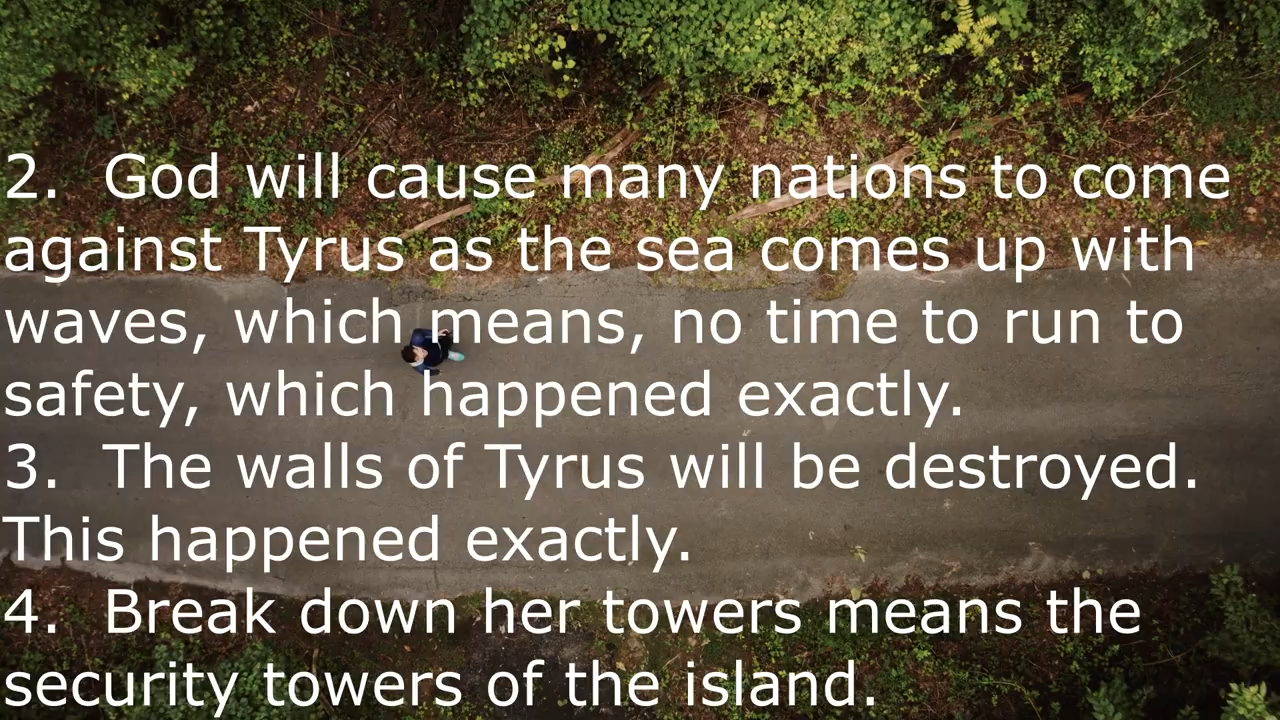 2.  God will cause many nations to come
against Tyrus as the sea comes up with
waves, which means, no time to run to
safety, which happened exactly.
3.  The walls of Tyrus will be destroyed.
This happened exactly.
4.  Break down her towers means the
security towers of the island.